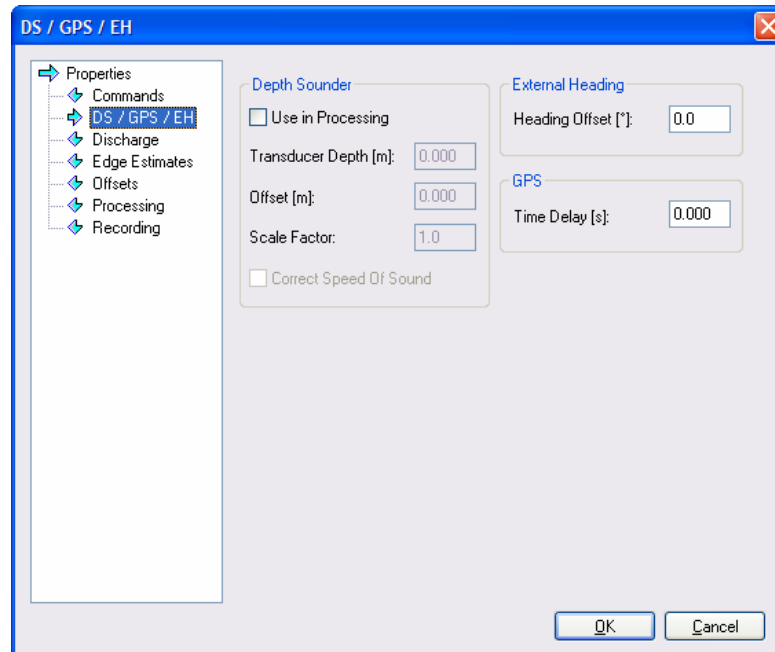 DS / GPS / EH
Properties
Commands
DS / GPS / EH
Discharge
Edge Estimates
Offsets
Processing
Recording
Depth Sounder
Use in Processing
Transducer Depth [m]: 0.000
Offset [m]: 0.000
Scale Factor: 1.0
Correct Speed Of Sound
External Heading
Heading Offset [°]: 0.0
GPS
Time Delay [s]: 0.000
OK Cancel